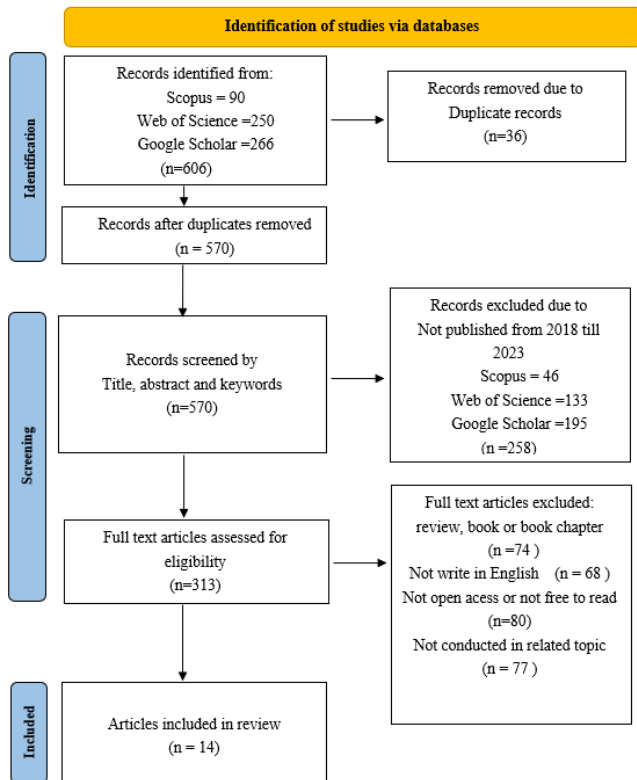 Identification of studies via databases
Identification
Records identified from:
Scopus = 90
Web of Science =250
Google Scholar =266
(n=606)
Records removed due to
Duplicate records
(n=36)
Records after duplicates removed
(n = 570)
Screening
Records screened by
Title, abstract and keywords
(n=570)
Records excluded due to
Not published from 2018 till
2023
Scopus = 46
Web of Science =133
Google Scholar =195
(n =258)
Full text articles assessed for
eligibility
(n=313)
Full text articles excluded:
review, book or book chapter
(n =74 )
Not write in English (n = 68 )
Not open acess or not free to read
(n=80)
Not conducted in related topic
(n = 77 )
Included
Articles included in review
(n = 14)